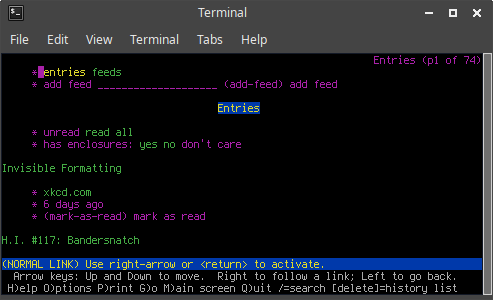 Terminal
File Edit View Terminal Tabs Help
Entries (p1 of 74)
* entries feeds
* add feed ____________________ (add-feed) add feed
Entries
* unread read all
* has enclosures: yes no don't care
Invisible Formatting
* xkcd.com
* 6 days ago
* (mark-as-read) mark as read
H.I. #117: Bandersnatch
(NORMAL LINK) Use right-arrow or <return> to activate.
Arrow keys: Up and Down to move. Right to follow a link; Left to go back.
H)elp O)ptions P)rint G)o M)ain screen Q)uit /=search [delete]=history list